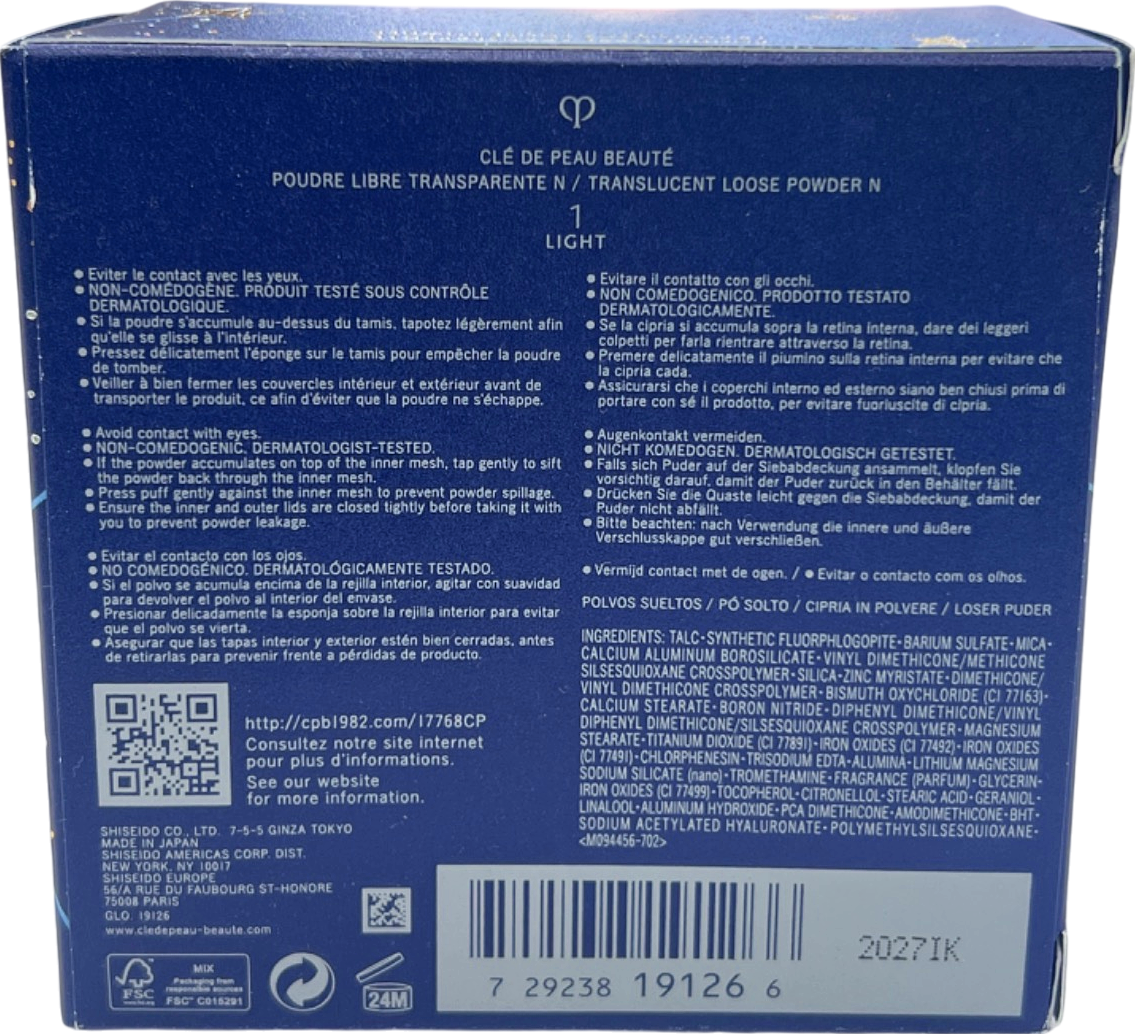 CLÉ DE PEAU BEAUTÉ
POUDRE LIBRE TRANSPARENTE N / TRANSLUCENT LOOSE POWDER N
1
LIGHT
● Eviter le contact avec les yeux.
● NON-COMÉDOGÈNE. PRODUIT TESTÉ SOUS CONTRÔLE
DERMATOLOGIQUE.
● Si la poudre s'accumule au-dessus du tamis, tapotez légèrement afin
qu'elle se glisse à l'intérieur.
● Pressez délicatement l'éponge sur le tamis pour empêcher la poudre
de tomber.
● Veiller à bien fermer les couvercles intérieur et extérieur avant de
transporter le produit, ce afin d'éviter que la poudre ne s'échappe.
● Avoid contact with eyes.
● NON-COMEDOGENIC. DERMATOLOGIST-TESTED.
● If the powder accumulates on top of the inner mesh, tap gently to sift
the powder back through the inner mesh.
● Press puff gently against the inner mesh to prevent powder spillage.
● Ensure the inner and outer lids are closed tightly before taking it with
you to prevent powder leakage.
● Evitar el contacto con los ojos.
● NO COMEDOGÉNICO. DERMATOLÓGICAMENTE TESTADO.
● Si el polvo se acumula encima de la rejilla interior, agitar con suavidad
para devolver el polvo al interior del envase.
● Presionar delicadamente la esponja sobre la rejilla interior para evitar
que el polvo se vierta.
● Asegurar que las tapas interior y exterior estén bien cerradas, antes
de retirarlas para prevenir frente a pérdidas de producto.
● Evitare il contatto con gli occhi.
● NON COMEDOGENICO. PRODOTTO TESTATO
DERMATOLOGICAMENTE.
● Se la cipria si accumula sopra la retina interna, dare dei leggeri
colpetti per farla rientrare attraverso la retina.
● Premere delicatamente il piumino sulla retina interna per evitare che
la cipria cada.
● Assicurarsi che i coperchi interno ed esterno siano ben chiusi prima di
portare con sé il prodotto, per evitare fuoriuscite di cipria.
● Augenkontakt vermeiden.
● NICHT KOMEDOGEN. DERMATOLOGISCH GETESTET.
● Falls sich Puder auf der Siebabdeckung ansammelt, klopfen Sie
vorsichtig darauf, damit der Puder zurück in den Behälter fällt.
● Drücken Sie die Quaste leicht gegen die Siebabdeckung, damit der
Puder nicht abfällt.
● Bitte beachten: nach Verwendung die innere und äußere
Verschlusskappe gut verschließen.
● Vermijd contact met de ogen. / ● Evitar o contacto com os olhos.
POLVOS SUELTOS / PÓ SOLTO / CIPRIA IN POLVERE / LOSER PUDER
INGREDIENTS: TALC·SYNTHETIC FLUORPHLOGOPITE·BARIUM SULFATE·MICA·
CALCIUM ALUMINUM BOROSILICATE·VINYL DIMETHICONE/METHICONE
SILSESQUIOXANE CROSSPOLYMER·SILICA·ZINC MYRISTATE·DIMETHICONE/
VINYL DIMETHICONE CROSSPOLYMER·BISMUTH OXYCHLORIDE (CI 77163)·
CALCIUM STEARATE·BORON NITRIDE·DIPHENYL DIMETHICONE/VINYL
DIPHENYL DIMETHICONE/SILSESQUIOXANE CROSSPOLYMER·MAGNESIUM
STEARATE·TITANIUM DIOXIDE (CI 77891)·IRON OXIDES (CI 77492)·IRON OXIDES
(CI 77491)·CHLORPHENESIN·TRISODIUM EDTA·ALUMINA·LITHIUM MAGNESIUM
SODIUM SILICATE (nano)·TROMETHAMINE·FRAGRANCE (PARFUM)·GLYCERIN·
IRON OXIDES (CI 77499)·TOCOPHEROL·CITRONELLOL·STEARIC ACID·GERANIOL·
LINALOOL·ALUMINUM HYDROXIDE·PCA DIMETHICONE·AMODIMETHICONE·BHT·
SODIUM ACETYLATED HYALURONATE·POLYMETHYLSILSESQUIOXANE·
<M094456-702>
http://cpb1982.com/17768CP
Consultez notre site internet
pour plus d'informations.
See our website
for more information.
SHISEIDO CO., LTD. 7-5-5 GINZA TOKYO
MADE IN JAPAN
SHISEIDO AMERICAS CORP. DIST.
NEW YORK, NY 10017
SHISEIDO EUROPE
56/A RUE DU FAUBOURG ST-HONORE
75008 PARIS
GLO. 19126
www.cledepeau-beaute.com
FSC
www.fsc.org
MIX
Packaging from
responsible sources
FSC™ C015291
24M
7 29238 19126 6
2027IK